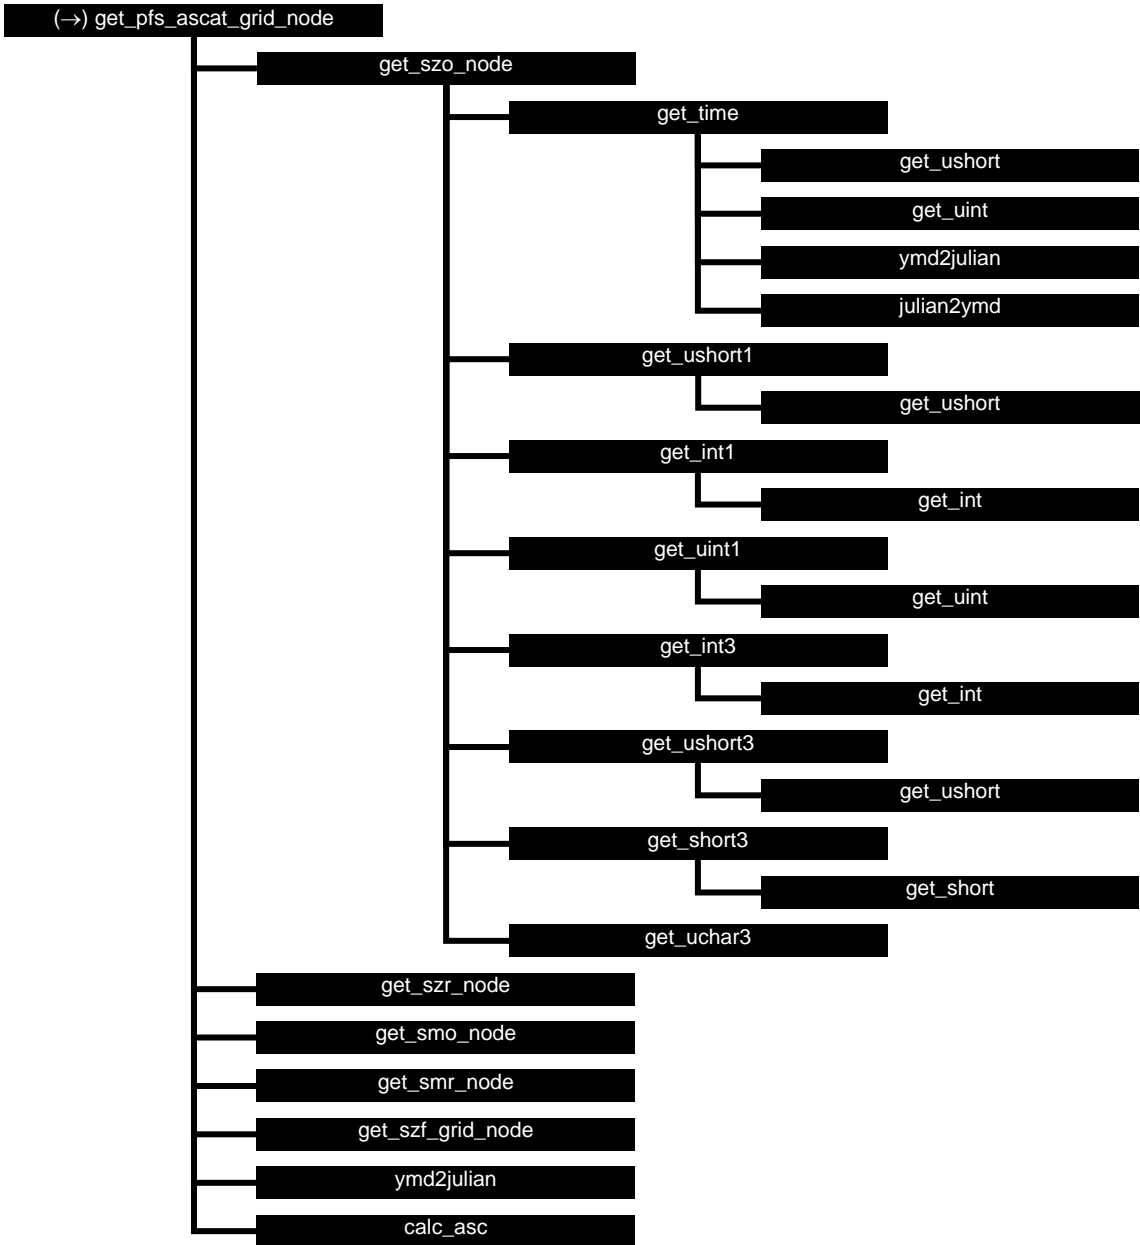 (→) get_pfs_ascat_grid_node
get_szo_node
get_time
get_ushort
get_uint
ymd2julian
julian2ymd
get_ushort1
get_ushort
get_int1
get_int
get_uint1
get_uint
get_int3
get_int
get_ushort3
get_ushort
get_short3
get_short
get_uchar3
get_szr_node
get_smo_node
get_smr_node
get_szf_grid_node
ymd2julian
calc_asc